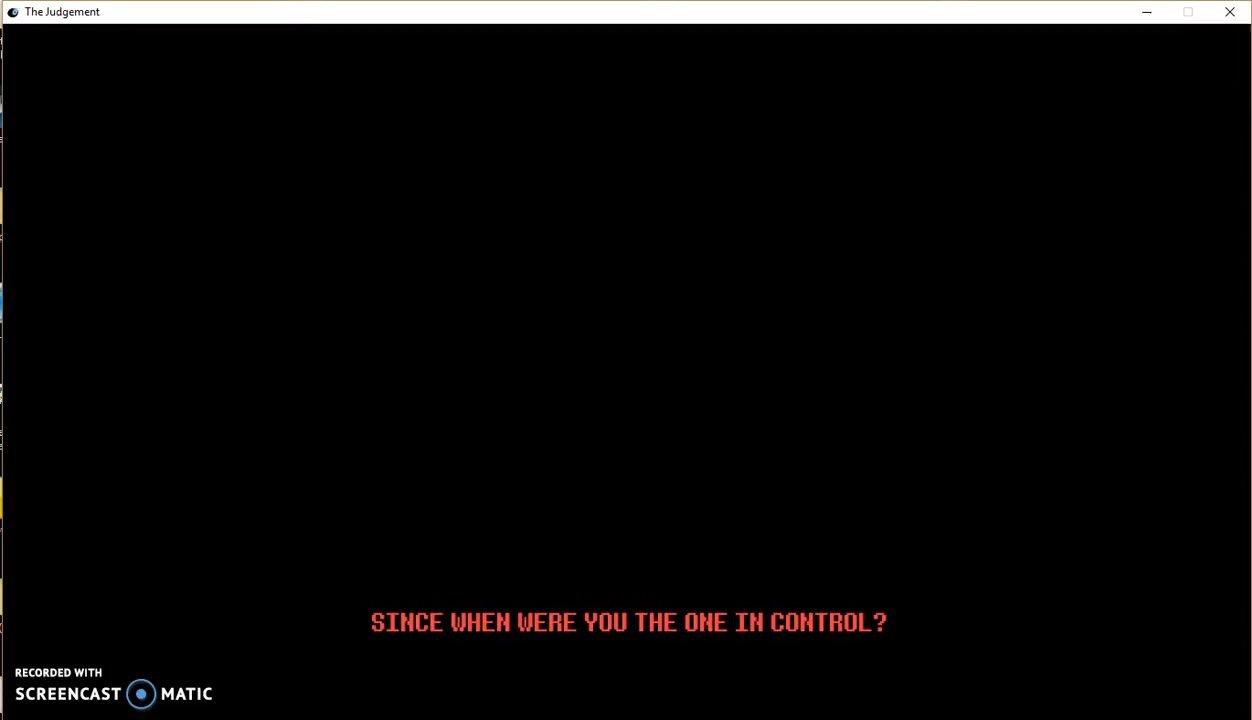 The Judgement
SINCE WHEN WERE YOU THE ONE IN CONTROL?
RECORDED WITH
SCREENCAST MATIC